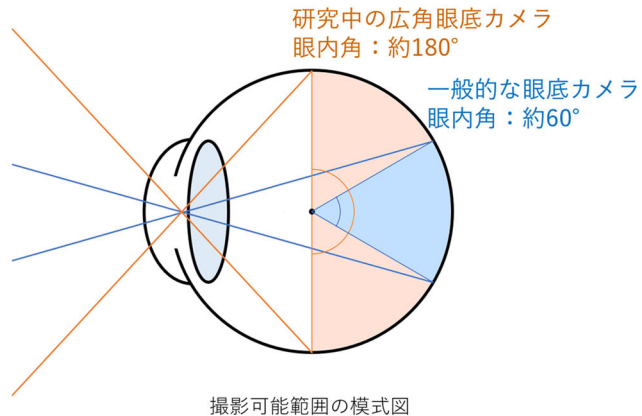 研究中の広角眼底カメラ
眼内角：約180°
一般的な眼底カメラ
眼内角：約60°
撮影可能範囲の模式図